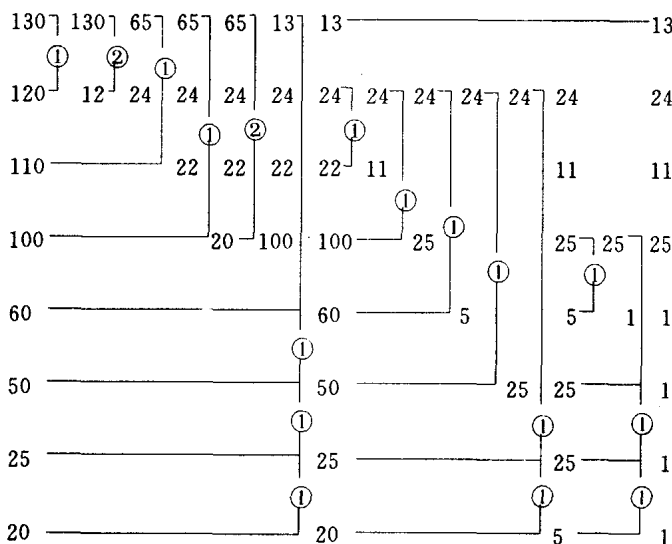 130 130 65 65 65 13 13 13
① ② ①
120 12 24 24 24 24 24 24 24 24 24 24 24
① ② ①
110 22 22 22 22 11 11 11
① ①
100 20 100 100 25 25 25 25
① ①
60 60 5 5 1 1
①
50 50 25 25 1
① ① ①
25 25 25 1
① ① ①
20 20 5 1